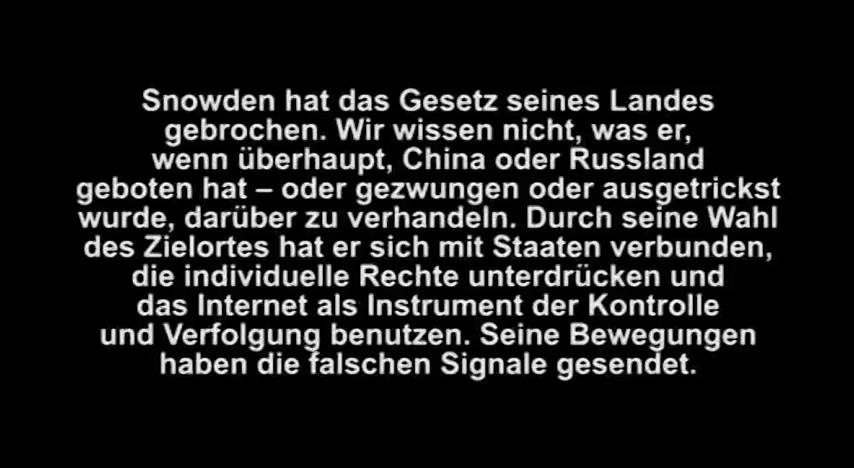 Snowden hat das Gesetz seines Landes
gebrochen. Wir wissen nicht, was er,
wenn überhaupt, China oder Russland
geboten hat – oder gezwungen oder ausgetrickst
wurde, darüber zu verhandeln. Durch seine Wahl
des Zielortes hat er sich mit Staaten verbunden,
die individuelle Rechte unterdrücken und
das Internet als Instrument der Kontrolle
und Verfolgung benutzen. Seine Bewegungen
haben die falschen Signale gesendet.